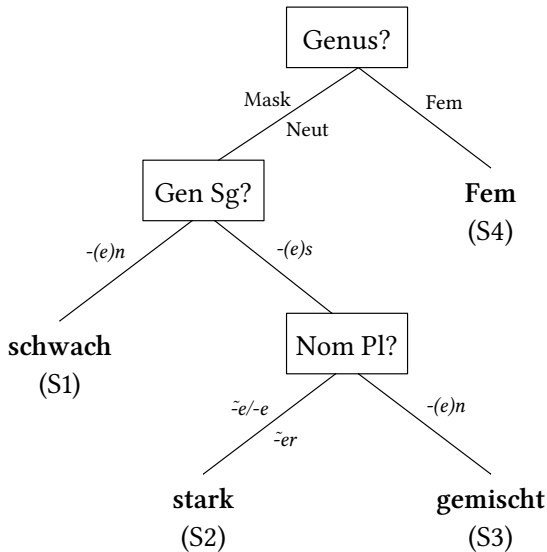 Genus?
Mask
Neut
Fem
Gen Sg?
Fem
(S4)
-(e)n
-(e)s
schwach
(S1)
Nom Pl?
-̃e/-e
-̃er
-(e)n
stark
(S2)
gemischt
(S3)